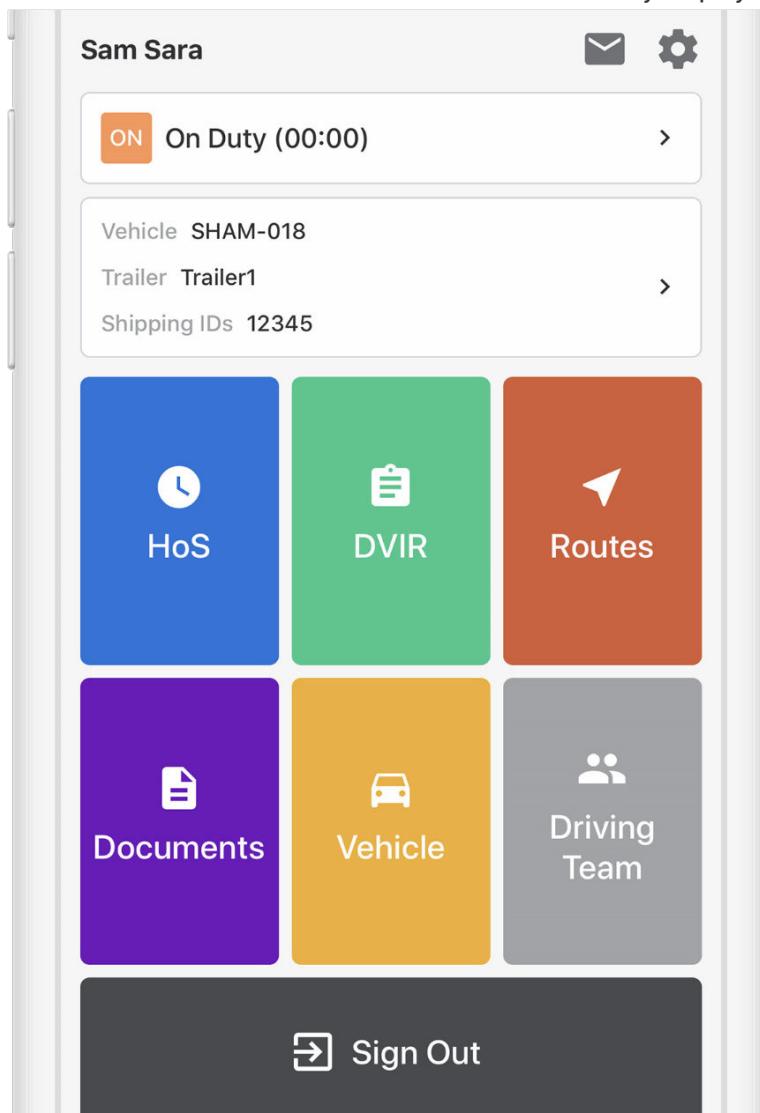 Sam Sara
ON On Duty (00:00)
Vehicle SHAM-018
Trailer Trailer1
Shipping IDs 12345
HoS
DVIR
Routes
Documents
Vehicle
Driving
Team
Sign Out